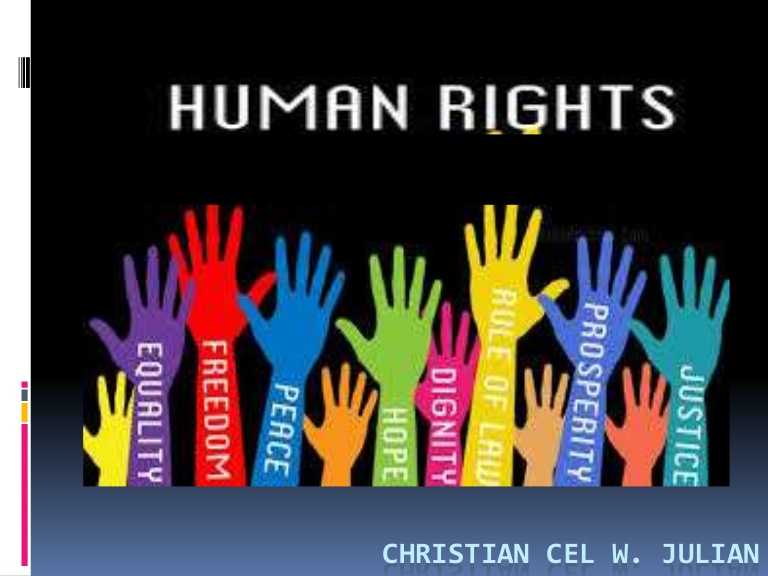 HUMAN RIGHTS
EQUALITY
FREEDOM
PEACE
HOPE
DIGNITY
RULE OF LAW
PROSPERITY
JUSTICE
CHRISTIAN CEL W. JULIAN